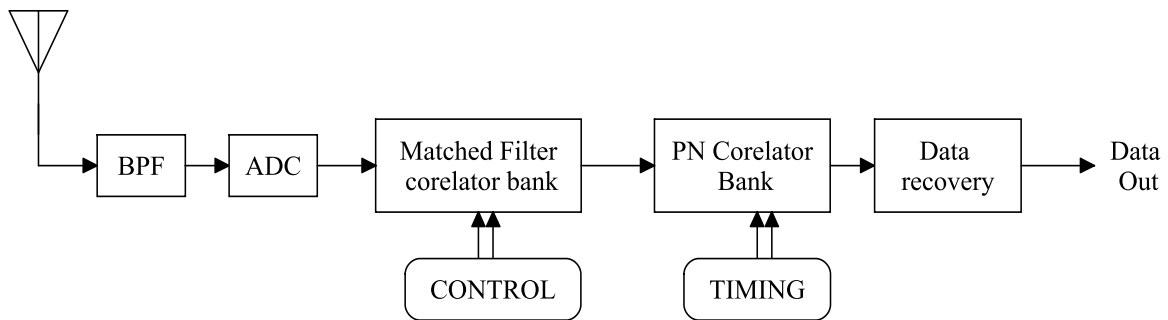 BPF
ADC
Matched Filter
corelator bank
PN Corelator
Bank
Data
recovery
Data
Out
CONTROL
TIMING